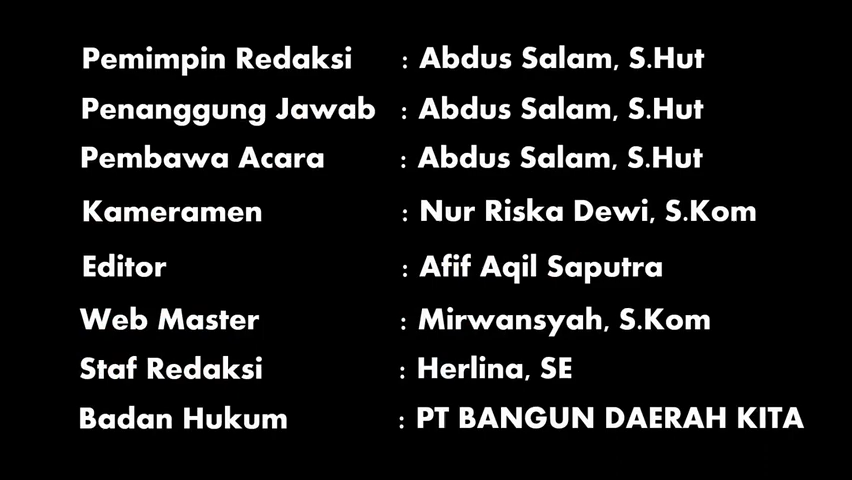 Pemimpin Redaksi : Abdus Salam, S.Hut
Penanggung Jawab : Abdus Salam, S.Hut
Pembawa Acara : Abdus Salam, S.Hut
Kameramen : Nur Riska Dewi, S.Kom
Editor : Afif Aqil Saputra
Web Master : Mirwansyah, S.Kom
Staf Redaksi : Herlina, SE
Badan Hukum : PT BANGUN DAERAH KITA